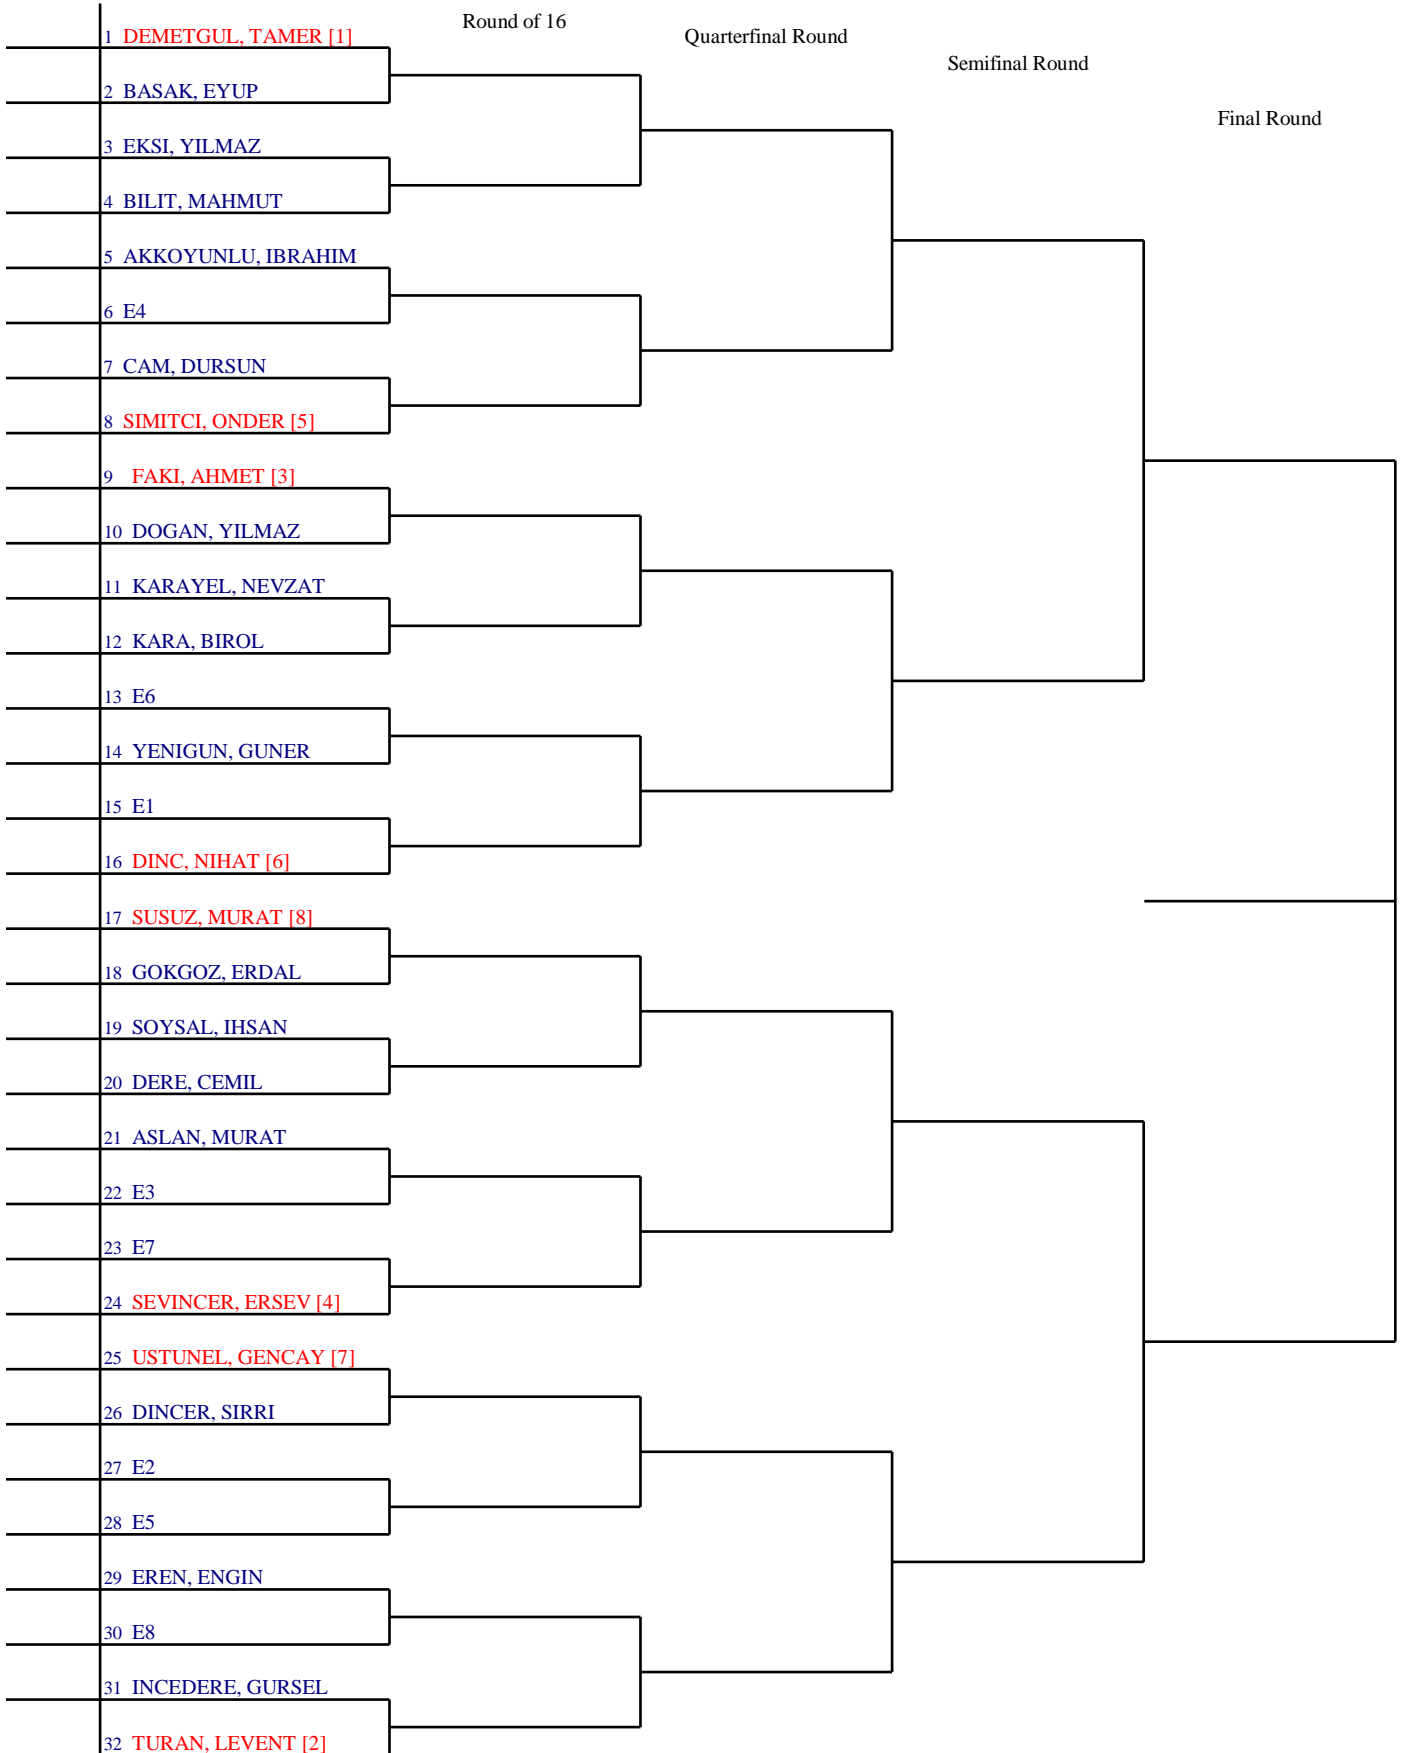 Round of 16
Quarterfinal Round
Semifinal Round
Final Round
1 DEMETGUL, TAMER [1]
2 BASAK, EYUP
3 EKSI, YILMAZ
4 BILIT, MAHMUT
5 AKKOYUNLU, IBRAHIM
6 E4
7 CAM, DURSUN
8 SIMITCI, ONDER [5]
9 FAKI, AHMET [3]
10 DOGAN, YILMAZ
11 KARAYEL, NEVZAT
12 KARA, BIROL
13 E6
14 YENIGUN, GUNER
15 E1
16 DINC, NIHAT [6]
17 SUSUZ, MURAT [8]
18 GOKGOZ, ERDAL
19 SOYSAL, IHSAN
20 DERE, CEMIL
21 ASLAN, MURAT
22 E3
23 E7
24 SEVINCER, ERSEV [4]
25 USTUNEL, GENCAY [7]
26 DINCER, SIRRI
27 E2
28 E5
29 EREN, ENGIN
30 E8
31 INCEDERE, GURSEL
32 TURAN, LEVENT [2]